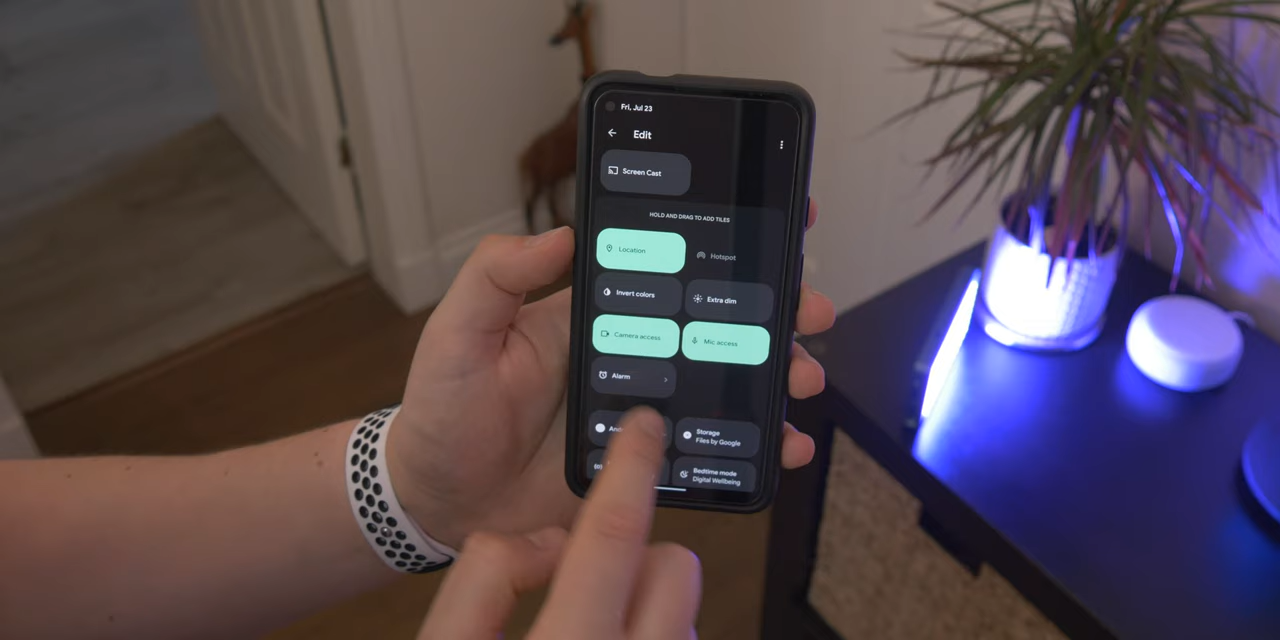 Fri, Jul 23
Edit
Screen Cast
HOLD AND DRAG TO ADD TILES
Location
Hotspot
Invert colors
Extra dim
Camera access
Mic access
Alarm
Storage
Files by Google
Bedtime mode
Digital Wellbeing